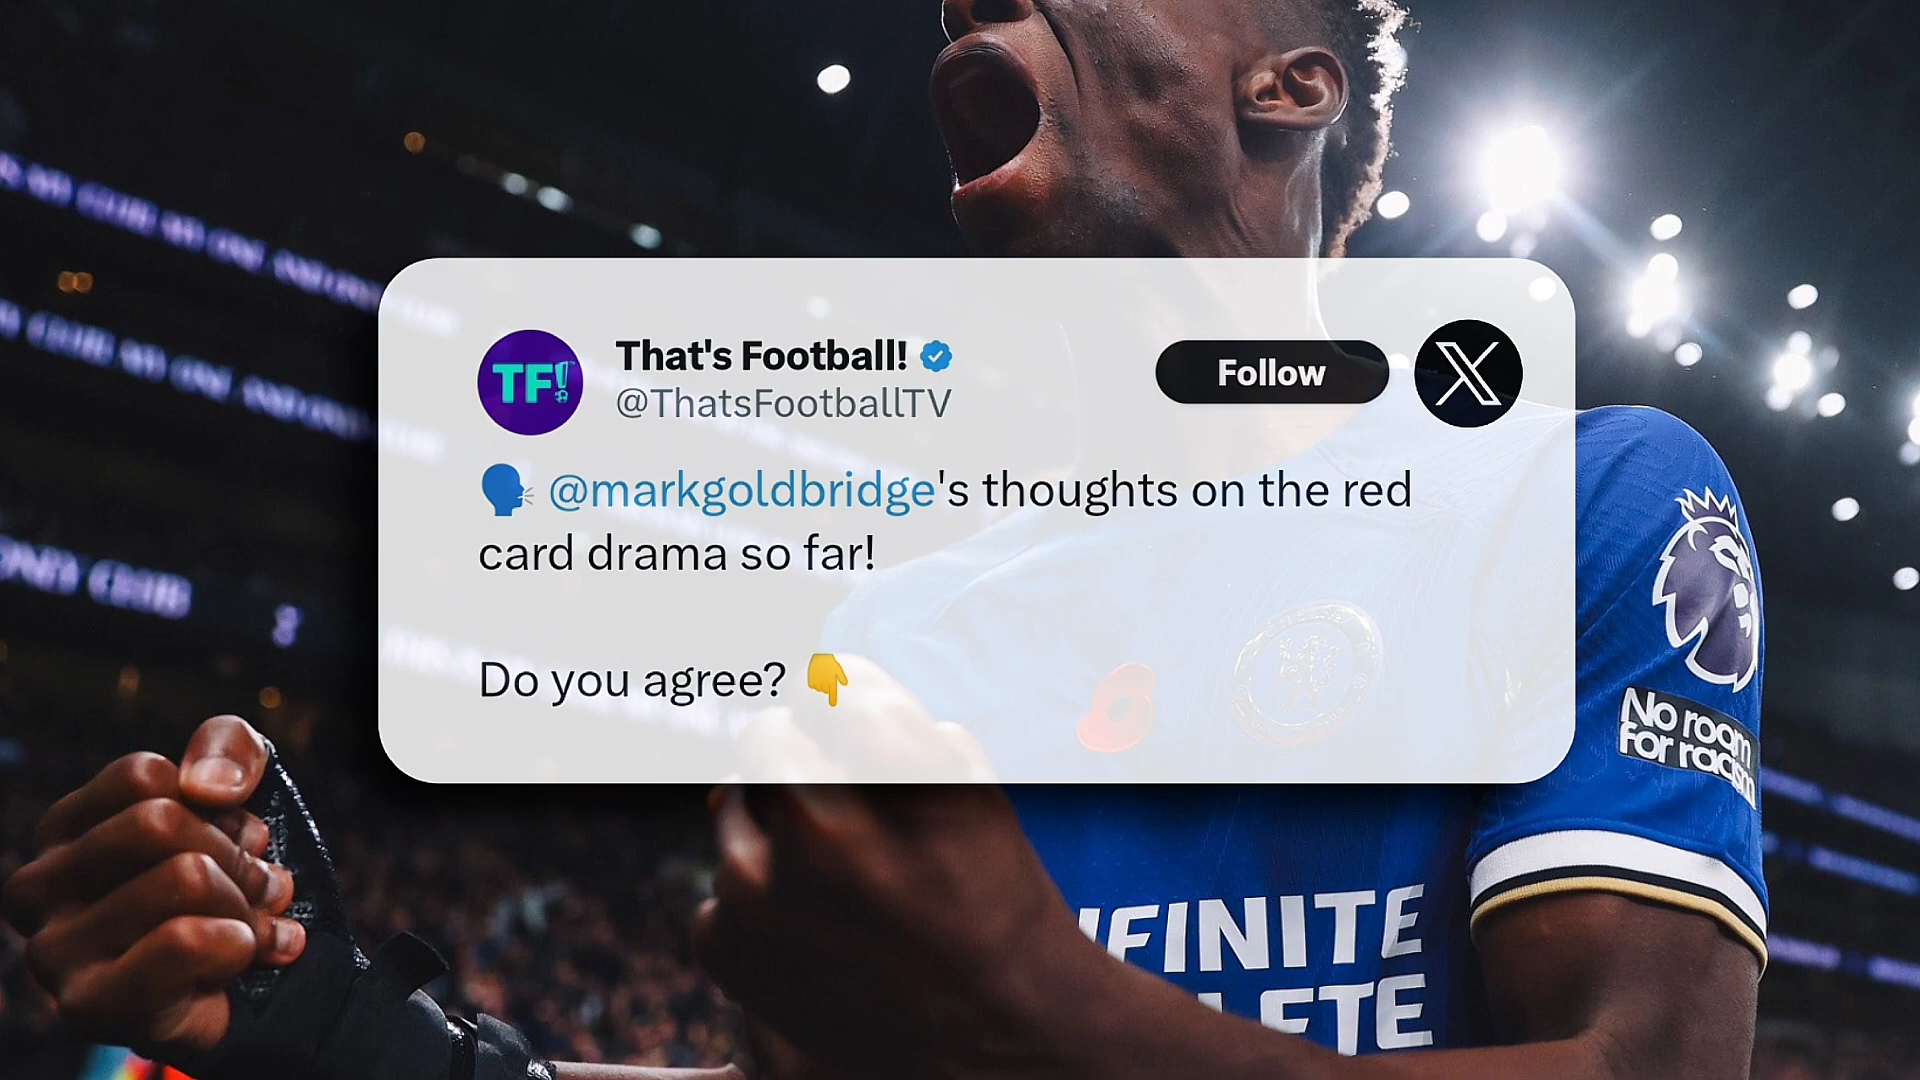 TF!
That's Football!
@ThatsFootballTV
Follow
X
🗣️ @markgoldbridge's thoughts on the red
card drama so far!
Do you agree? 👇
No room
for racism
INFINITE